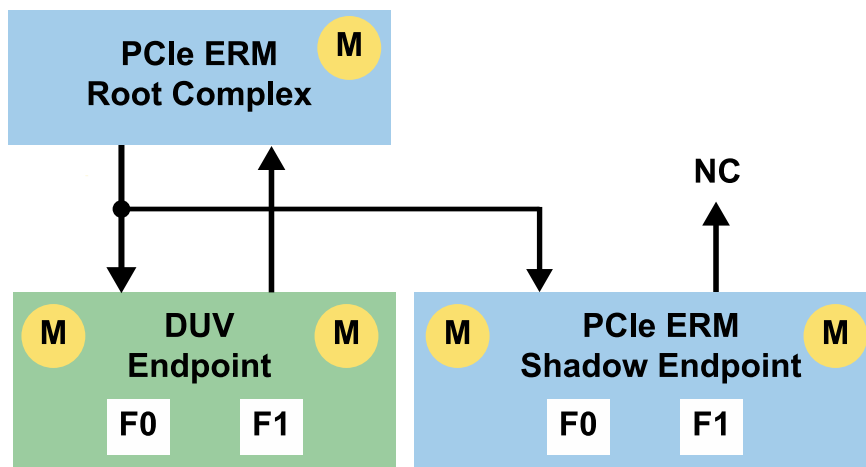 PCIe ERM
Root Complex
M
NC
M
DUV
Endpoint
M
F0
F1
M
PCIe ERM
Shadow Endpoint
M
F0
F1